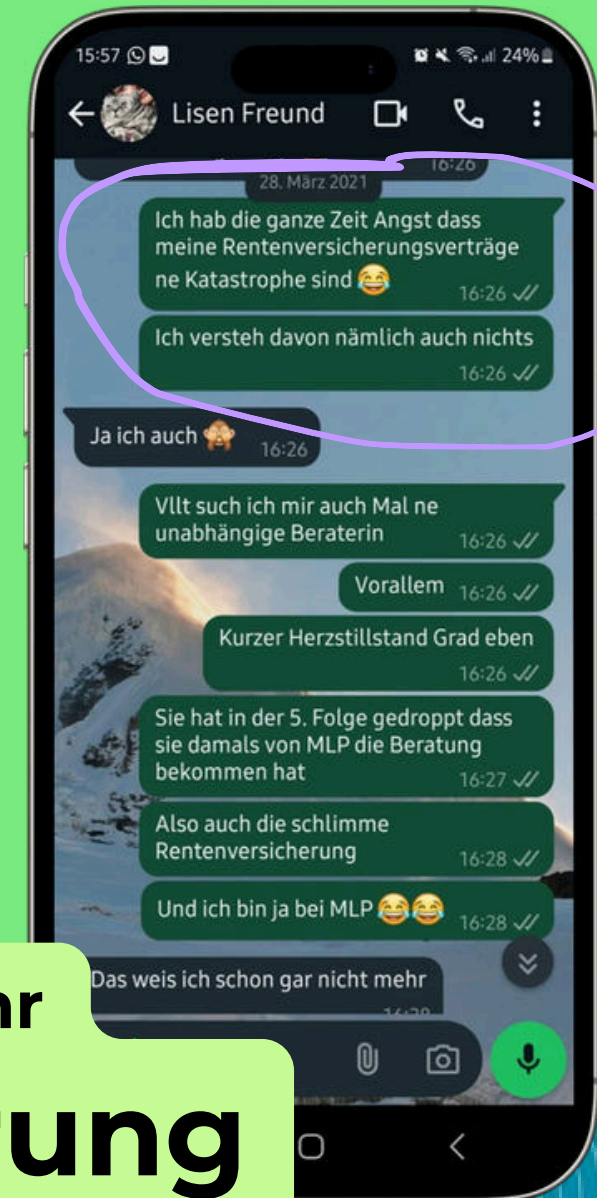 15:57 24%
Lisen Freund
16:26
28. März 2021
Ich hab die ganze Zeit Angst dass
meine Rentenversicherungsverträge
ne Katastrophe sind 😂
16:26
Ich versteh davon nämlich auch nichts
16:26
Ja ich auch 🙈 16:26
Vllt such ich mir auch Mal ne
unabhängige Beraterin 16:26
Vorallem 16:26
Kurzer Herzstillstand Grad eben
16:26
Sie hat in der 5. Folge gedroppt dass
sie damals von MLP die Beratung
bekommen hat 16:27
Also auch die schlimme
Rentenversicherung 16:28
Und ich bin ja bei MLP 😂😂 16:28
Das weis ich schon gar nicht mehr